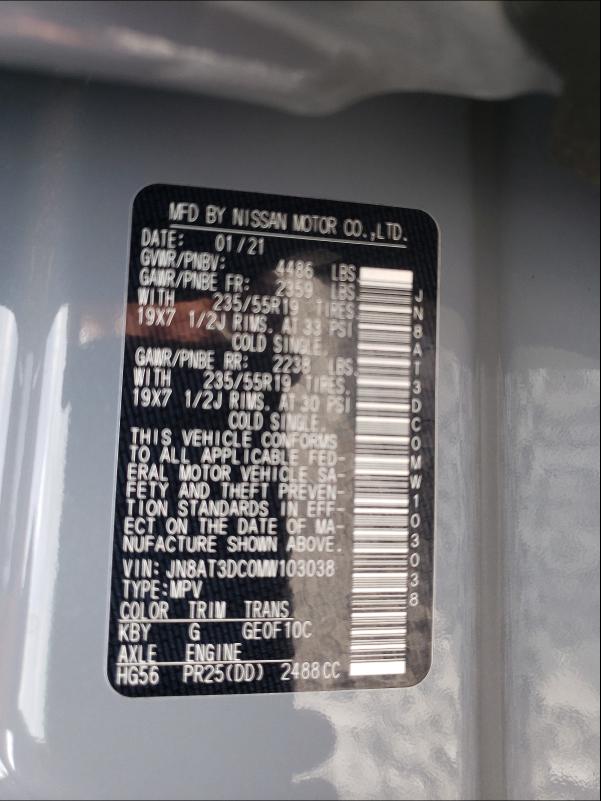 MFD BY NISSAN MOTOR CO.,LTD.
DATE: 01/21
GVWR/PNBV: 4486 LBS
GAWR/PNBE FR: 2359 LBS
WITH 235/55R19 TIRES
19X7 1/2J RIMS. AT 33 PSI
COLD SINGLE.
GAWR/PNBE RR: 2238 LBS
WITH 235/55R19 TIRES.
19X7 1/2J RIMS. AT 30 PSI
COLD SINGLE.
THIS VEHICLE CONFORMS
TO ALL APPLICABLE FED-
ERAL MOTOR VEHICLE SA-
FETY AND THEFT PREVEN-
TION STANDARDS IN EFF-
ECT ON THE DATE OF MA-
NUFACTURE SHOWN ABOVE.
VIN: JN8AT3DC0MW103038
TYPE:MPV
COLOR TRIM TRANS
KBY G GE0F10C
AXLE ENGINE
HG56 PR25(DD) 2488CC
JN8AT3DC0MW103038